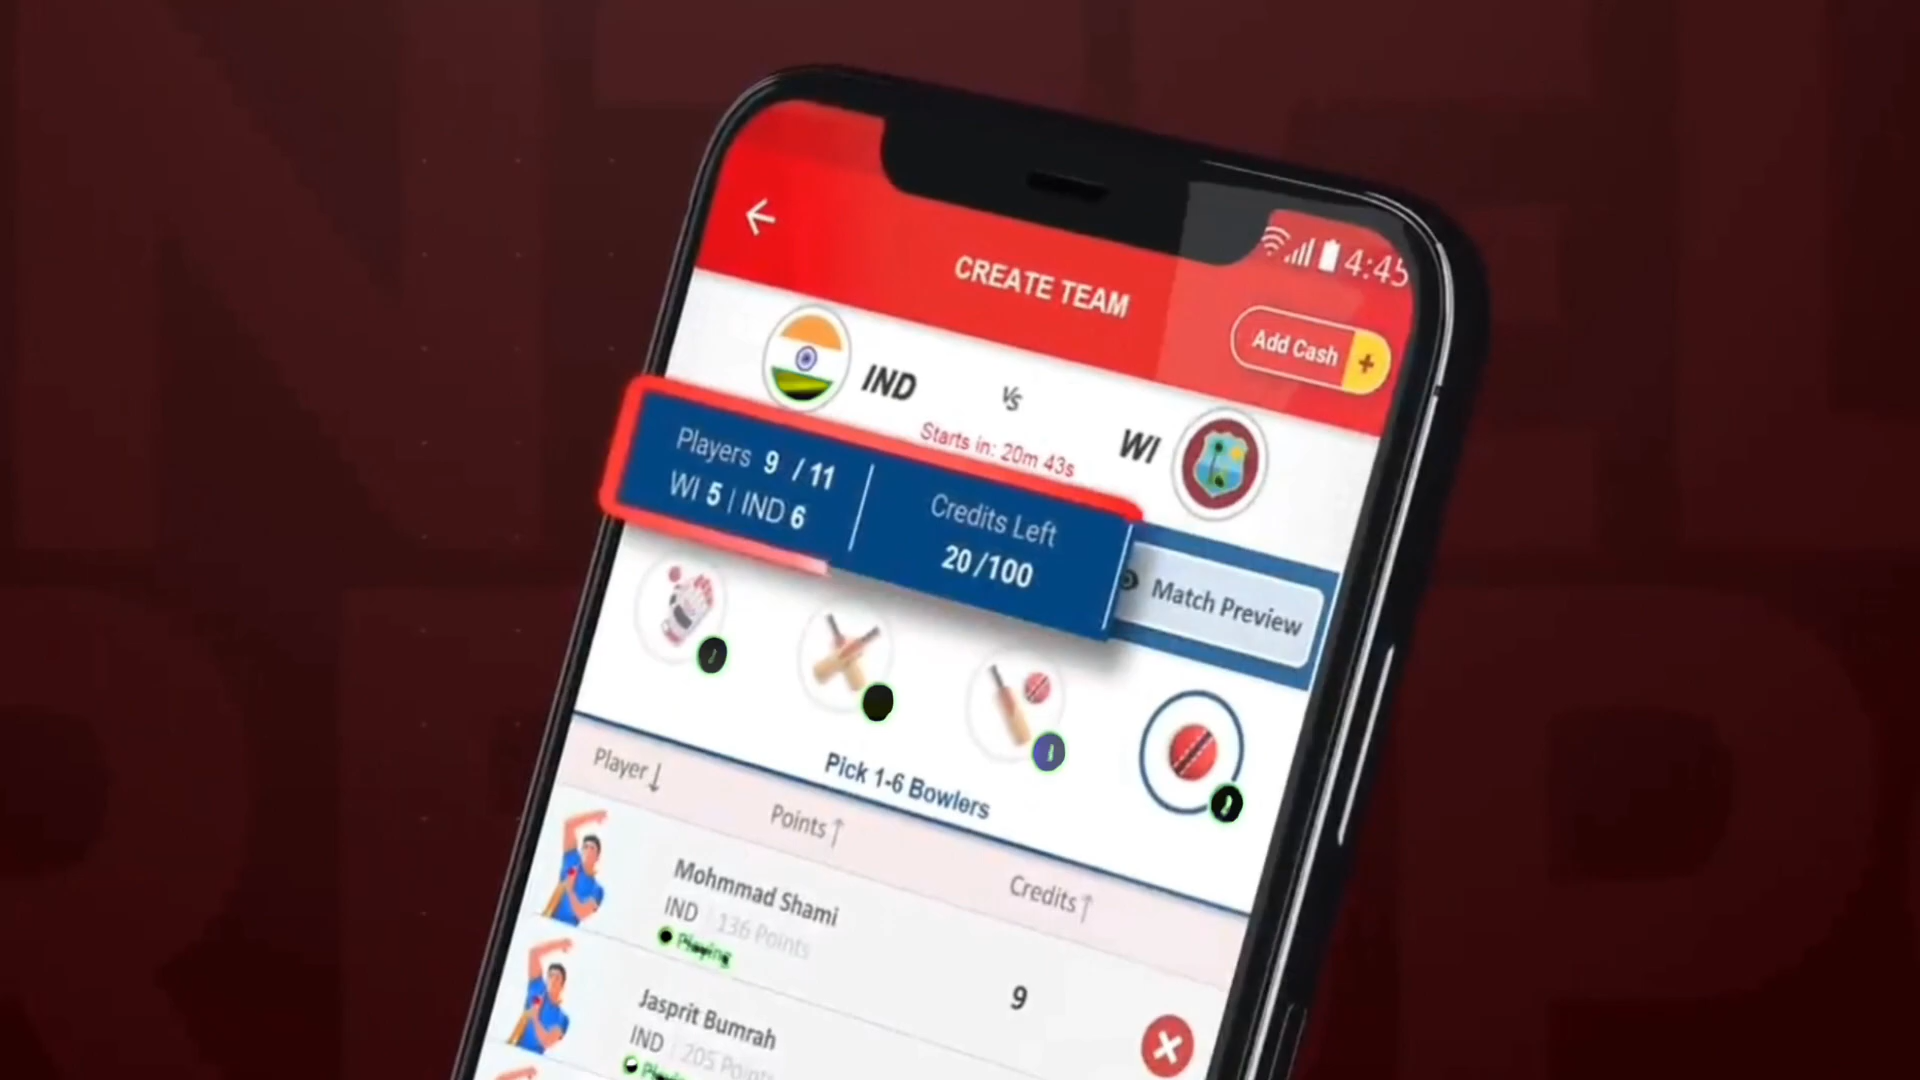 4:45
CREATE TEAM
Add Cash +
IND
Vs
WI
Starts in: 20m 43s
Players 9 / 11
WI 5 | IND 6
Credits Left
20/100
Match Preview
Pick 1-6 Bowlers
Player↓
Points↑
Credits↑
Mohmmad Shami
IND | 136 Points
Playing
9
Jasprit Bumrah
IND | 205 Points